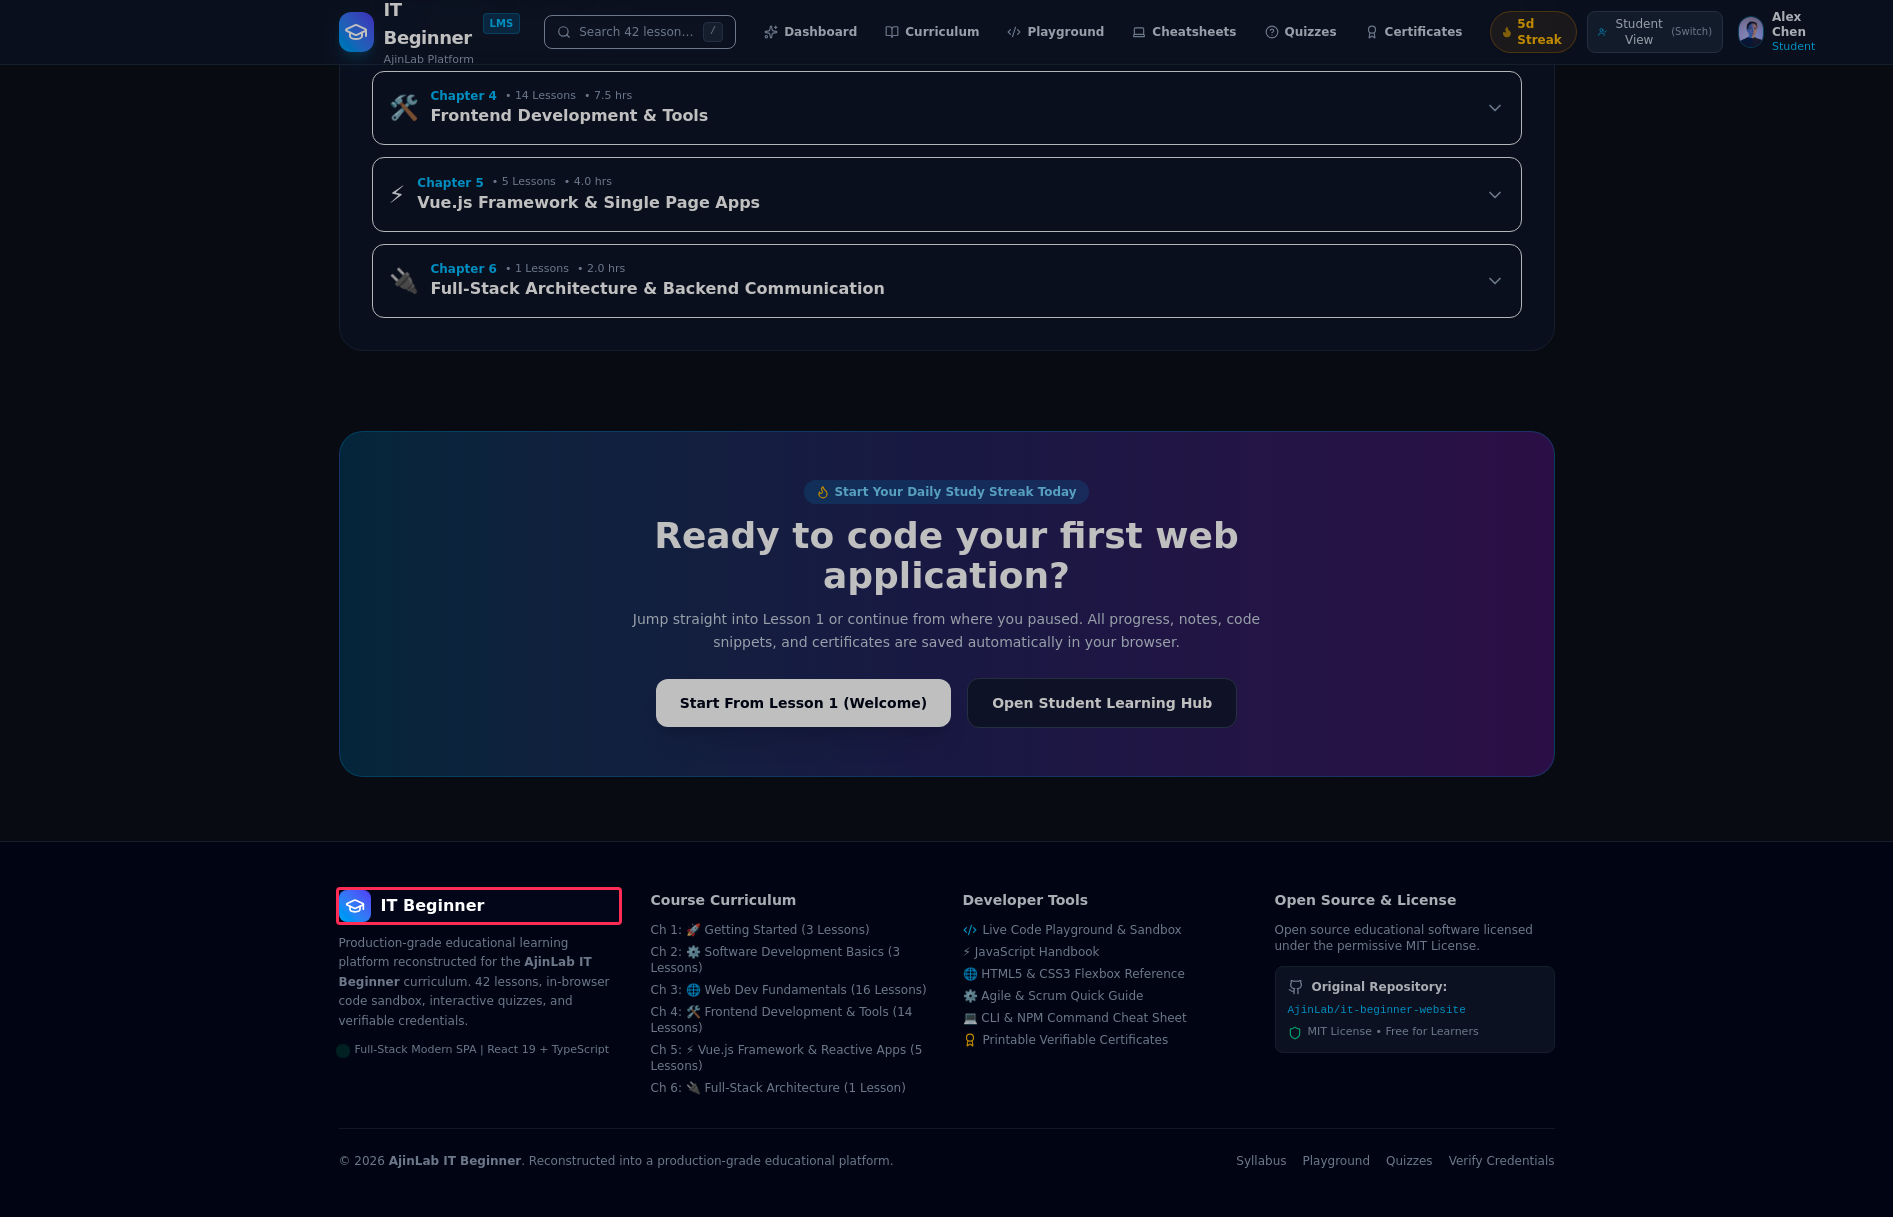 IT
Beginner
LMS
AjinLab Platform
Search 42 lesson...
/
Dashboard
Curriculum
Playground
Cheatsheets
Quizzes
Certificates
5d
Streak
Student
View
(Switch)
Alex
Chen
Student
Chapter 4 • 14 Lessons • 7.5 hrs
Frontend Development & Tools
Chapter 5 • 5 Lessons • 4.0 hrs
Vue.js Framework & Single Page Apps
Chapter 6 • 1 Lessons • 2.0 hrs
Full-Stack Architecture & Backend Communication
Start Your Daily Study Streak Today
Ready to code your first web
application?
Jump straight into Lesson 1 or continue from where you paused. All progress, notes, code
snippets, and certificates are saved automatically in your browser.
Start From Lesson 1 (Welcome)
Open Student Learning Hub
IT Beginner
Production-grade educational learning
platform reconstructed for the AjinLab IT
Beginner curriculum. 42 lessons, in-browser
code sandbox, interactive quizzes, and
verifiable credentials.
Full-Stack Modern SPA | React 19 + TypeScript
Course Curriculum
Ch 1: 🚀 Getting Started (3 Lessons)
Ch 2: ⚙️ Software Development Basics (3
Lessons)
Ch 3: 🌐 Web Dev Fundamentals (16 Lessons)
Ch 4: 🛠️ Frontend Development & Tools (14
Lessons)
Ch 5: ⚡ Vue.js Framework & Reactive Apps (5
Lessons)
Ch 6: 🔌 Full-Stack Architecture (1 Lesson)
Developer Tools
Live Code Playground & Sandbox
⚡ JavaScript Handbook
🌐 HTML5 & CSS3 Flexbox Reference
⚙️ Agile & Scrum Quick Guide
💻 CLI & NPM Command Cheat Sheet
Printable Verifiable Certificates
Open Source & License
Open source educational software licensed
under the permissive MIT License.
Original Repository:
AjinLab/it-beginner-website
MIT License • Free for Learners
© 2026 AjinLab IT Beginner. Reconstructed into a production-grade educational platform.
Syllabus
Playground
Quizzes
Verify Credentials